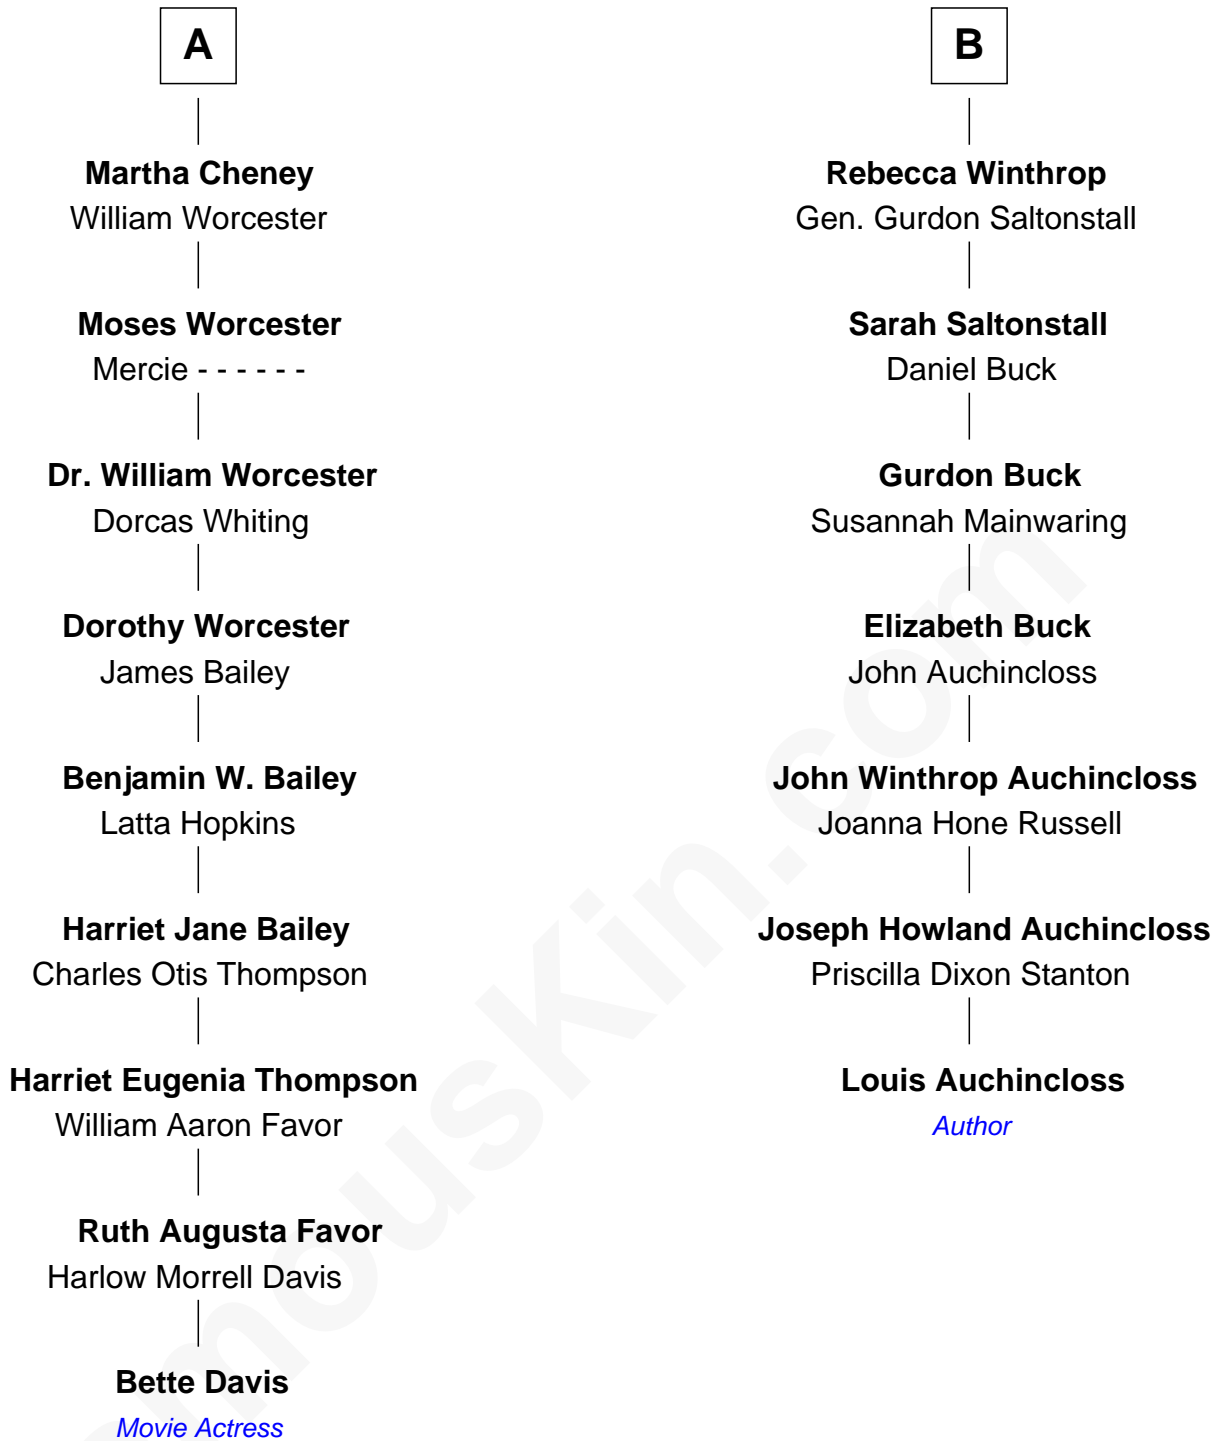 A
Martha Cheney
William Worcester
Moses Worcester
Mercie - - - - - -
Dr. William Worcester
Dorcas Whiting
Dorothy Worcester
James Bailey
Benjamin W. Bailey
Latta Hopkins
Harriet Jane Bailey
Charles Otis Thompson
Harriet Eugenia Thompson
William Aaron Favor
Ruth Augusta Favor
Harlow Morrell Davis
Bette Davis
Movie Actress
B
Rebecca Winthrop
Gen. Gurdon Saltonstall
Sarah Saltonstall
Daniel Buck
Gurdon Buck
Susannah Mainwaring
Elizabeth Buck
John Auchincloss
John Winthrop Auchincloss
Joanna Hone Russell
Joseph Howland Auchincloss
Priscilla Dixon Stanton
Louis Auchincloss
Author
mouskin.com